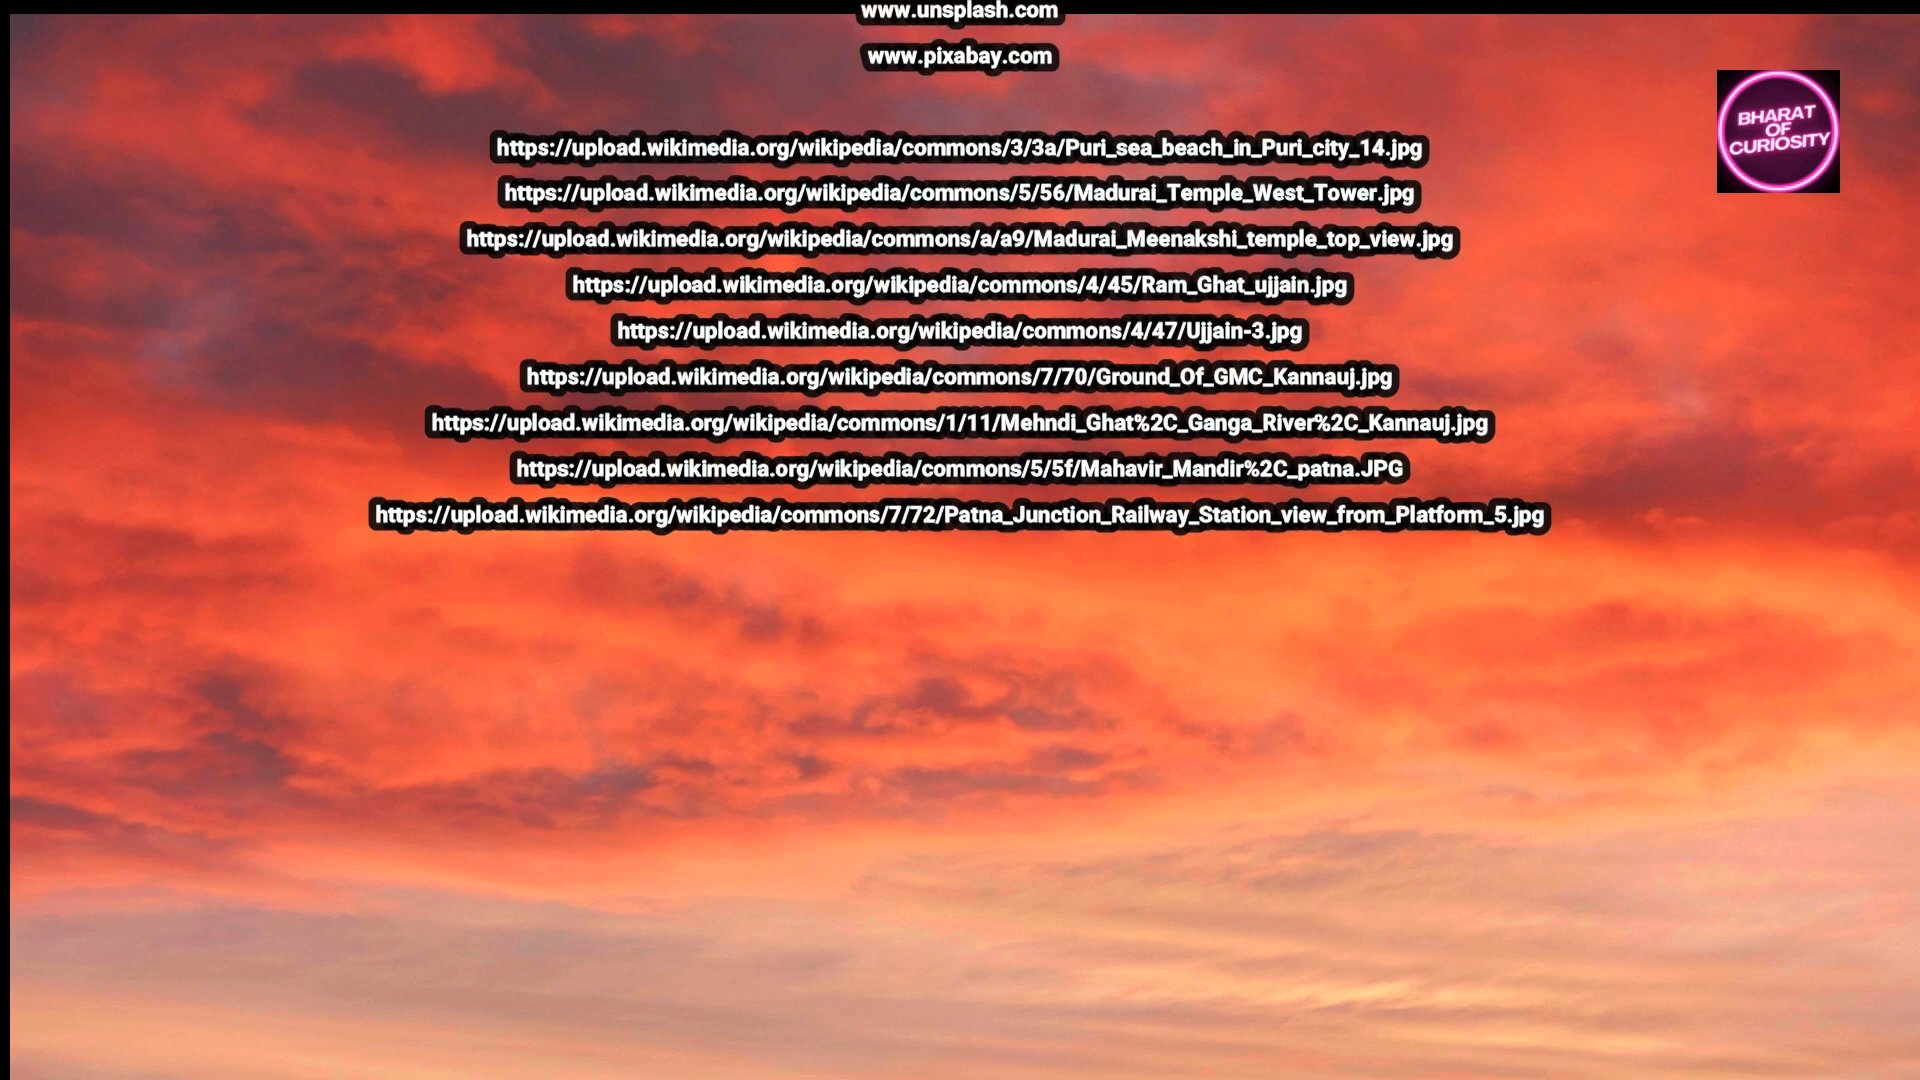 www.unsplash.com
www.pixabay.com
BHARAT
OF
CURIOSITY
https://upload.wikimedia.org/wikipedia/commons/3/3a/Puri_sea_beach_in_Puri_city_14.jpg
https://upload.wikimedia.org/wikipedia/commons/5/56/Madurai_Temple_West_Tower.jpg
https://upload.wikimedia.org/wikipedia/commons/a/a9/Madurai_Meenakshi_temple_top_view.jpg
https://upload.wikimedia.org/wikipedia/commons/4/45/Ram_Ghat_ujjain.jpg
https://upload.wikimedia.org/wikipedia/commons/4/47/Ujjain-3.jpg
https://upload.wikimedia.org/wikipedia/commons/7/70/Ground_Of_GMC_Kannauj.jpg
https://upload.wikimedia.org/wikipedia/commons/1/11/Mehndi_Ghat%2C_Ganga_River%2C_Kannauj.jpg
https://upload.wikimedia.org/wikipedia/commons/5/5f/Mahavir_Mandir%2C_patna.JPG
https://upload.wikimedia.org/wikipedia/commons/7/72/Patna_Junction_Railway_Station_view_from_Platform_5.jpg